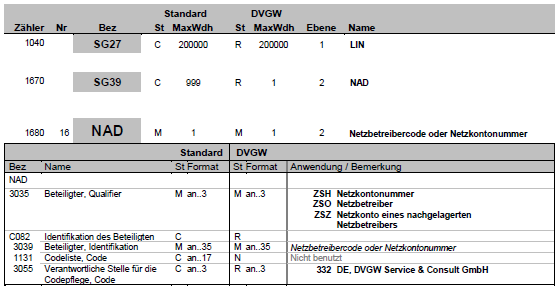 Standard DVGW
Zähler Nr Bez St MaxWdh St MaxWdh Ebene Name
1040 SG27 C 200000 R 200000 1 LIN
1670 SG39 C 999 R 1 2 NAD
1680 16 NAD M 1 M 1 2 Netzbetreibercode oder Netzkontonummer
Standard DVGW
Bez Name St Format St Format Anwendung / Bemerkung
NAD
3035 Beteiligter, Qualifier M an..3 M an..3 ZSH Netzkontonummer
ZSO Netzbetreiber
ZSZ Netzkonto eines nachgelagerten
Netzbetreibers
C082 Identifikation des Beteiligten C R
3039 Beteiligter, Identifikation M an..35 M an..35 Netzbetreibercode oder Netzkontonummer
1131 Codeliste, Code C an..17 N Nicht benutzt
3055 Verantwortliche Stelle für die C an..3 R an..3 332 DE, DVGW Service & Consult GmbH
Codepflege, Code